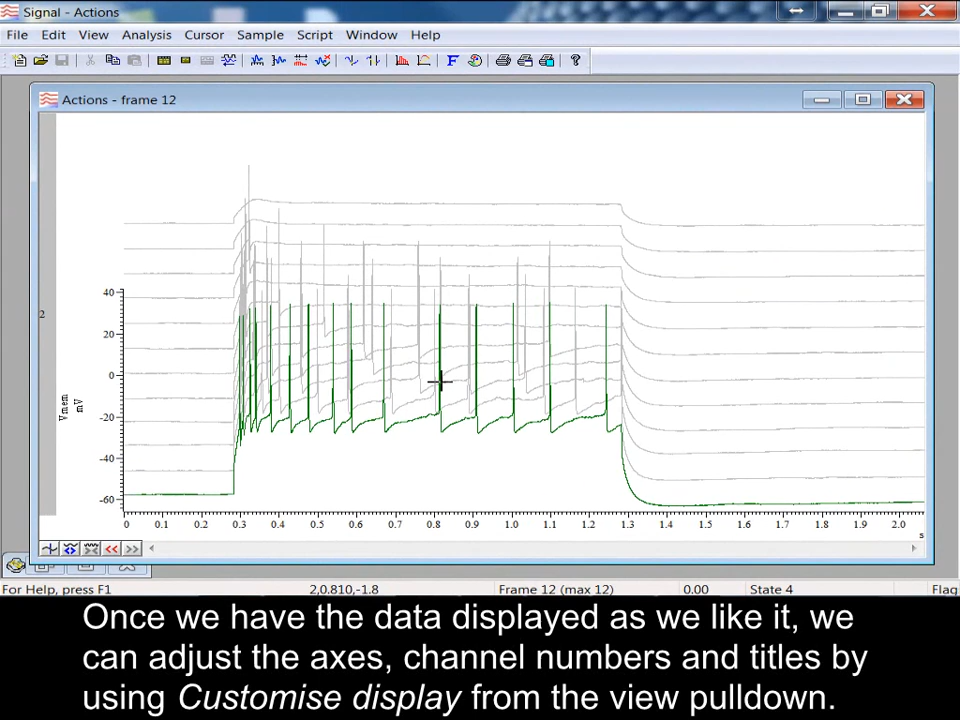 Signal - Actions
File Edit View Analysis Cursor Sample Script Window Help
Actions - frame 12
2
Vmem
mV
40
20
0
-20
-40
-60
0 0.1 0.2 0.3 0.4 0.5 0.6 0.7 0.8 0.9 1.0 1.1 1.2 1.3 1.4 1.5 1.6 1.7 1.8 1.9 2.0
s
For Help, press F1 2,0.810,-1.8 Frame 12 (max 12) 0.00 State 4 Flag
Once we have the data displayed as we like it, we
can adjust the axes, channel numbers and titles by
using Customise display from the view pulldown.